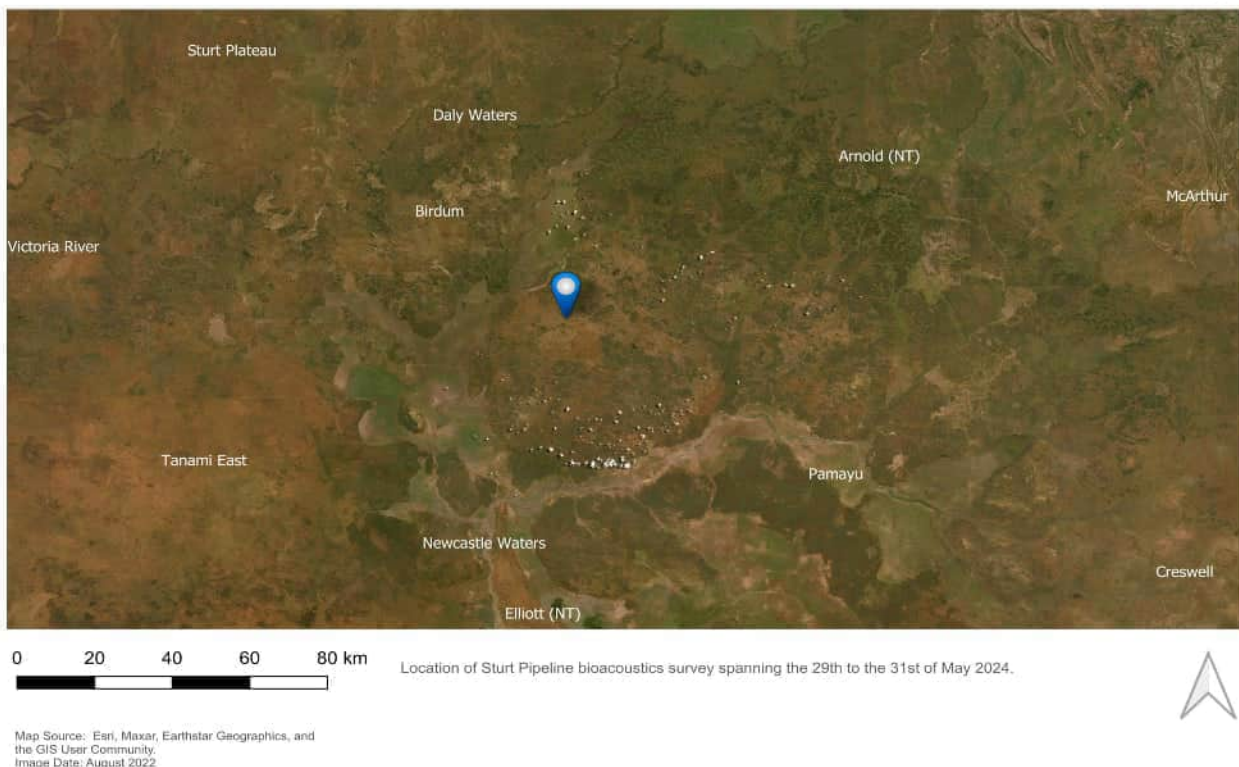 Sturt Plateau
Daly Waters
Arnold (NT)
McArthur
Birdum
Victoria River
Tanami East
Pamayu
Newcastle Waters
Creswell
Elliott (NT)
0 20 40 60 80 km
Location of Sturt Pipeline bioacoustics survey spanning the 29th to the 31st of May 2024.
Map Source: Esri, Maxar, Earthstar Geographics, and
the GIS User Community.
Image Date: August 2022